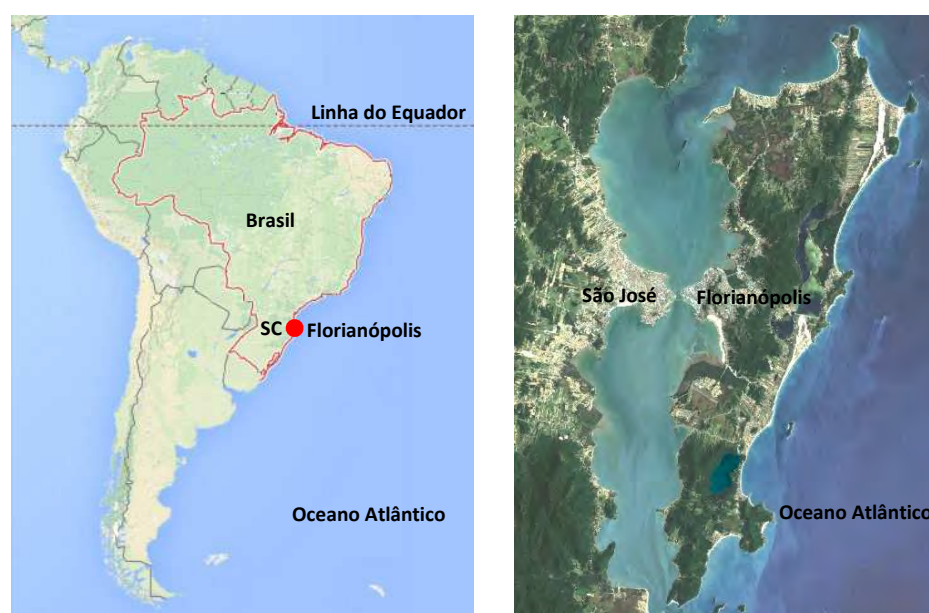 Linha do Equador
Brasil
SC Florianópolis
Oceano Atlântico
São José Florianópolis
Oceano Atlântico